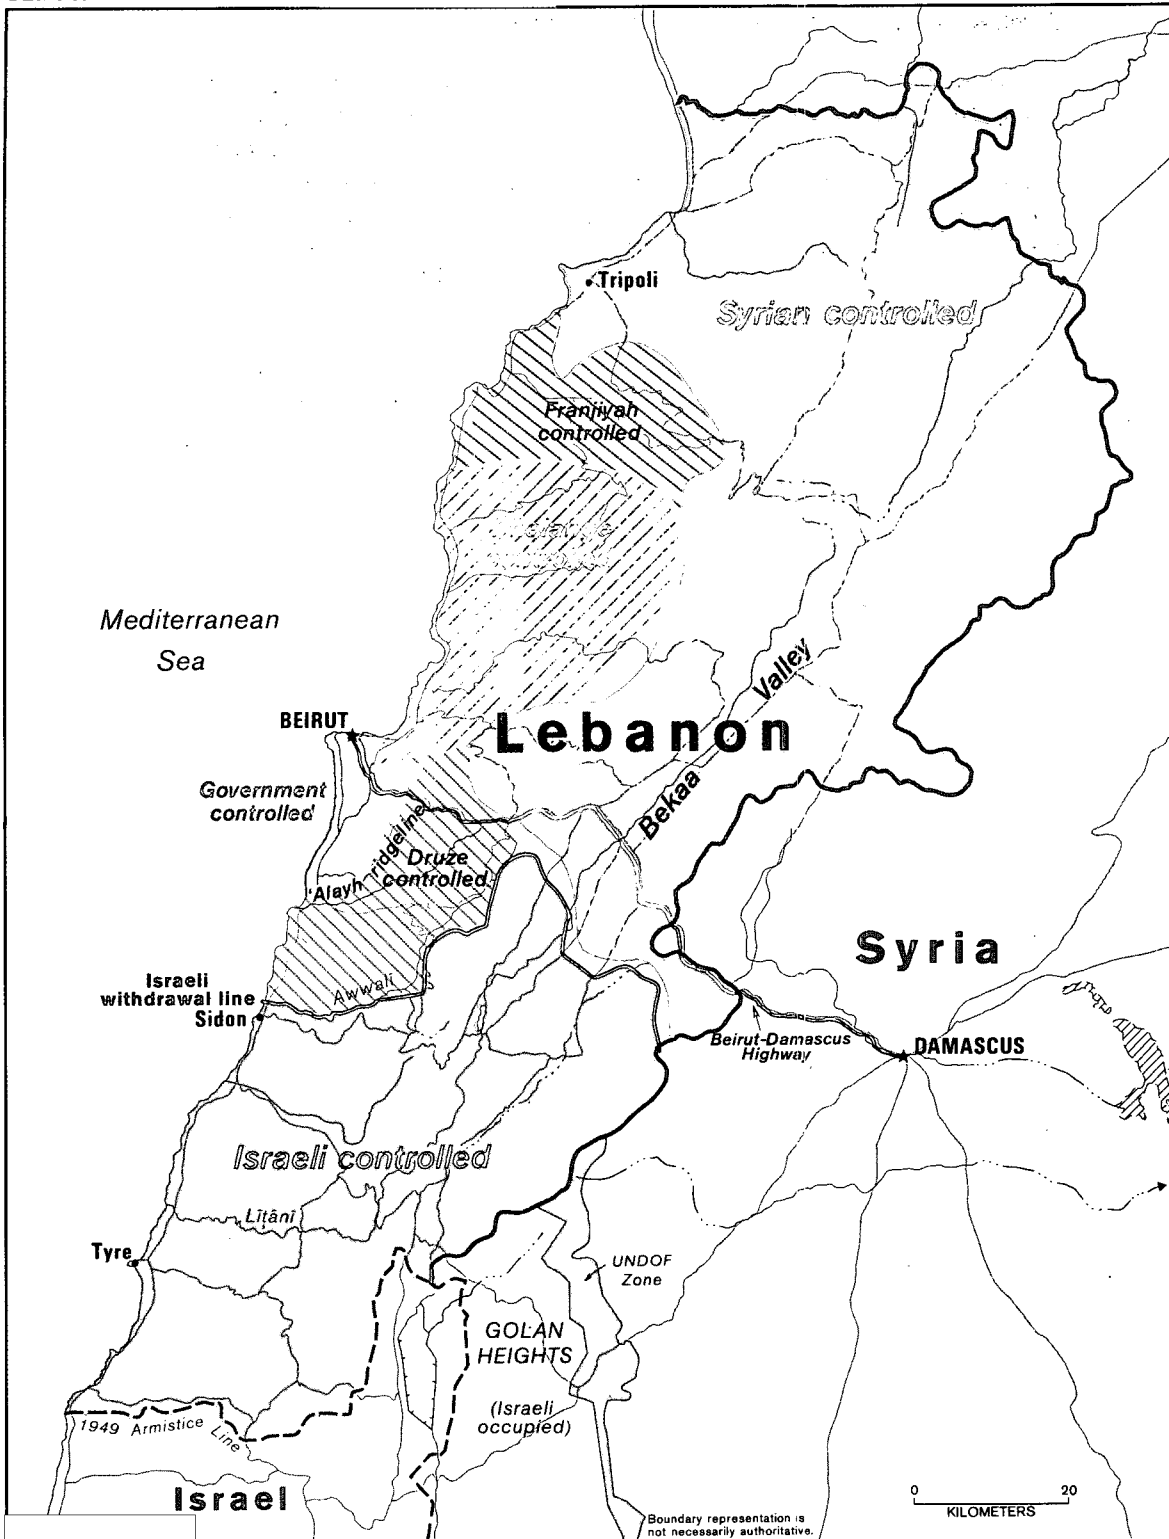 Tripoli
Syrian controlled
Franjiyah
controlled
Mediterranean
Sea
Valley
Lebanon
BEIRUT
Bekaa
Government
controlled
'Alayh ridgeline
Druze
controlled
Syria
Israeli
withdrawal line
Awwali
Sidon
Beirut-Damascus
Highway
DAMASCUS
Israeli controlled
Lîţânî
Tyre
UNDOF
Zone
GOLAN
HEIGHTS
(Israeli
occupied)
1949 Armistice
Line
Israel
0 20
KILOMETERS
Boundary representation is
not necessarily authoritative.